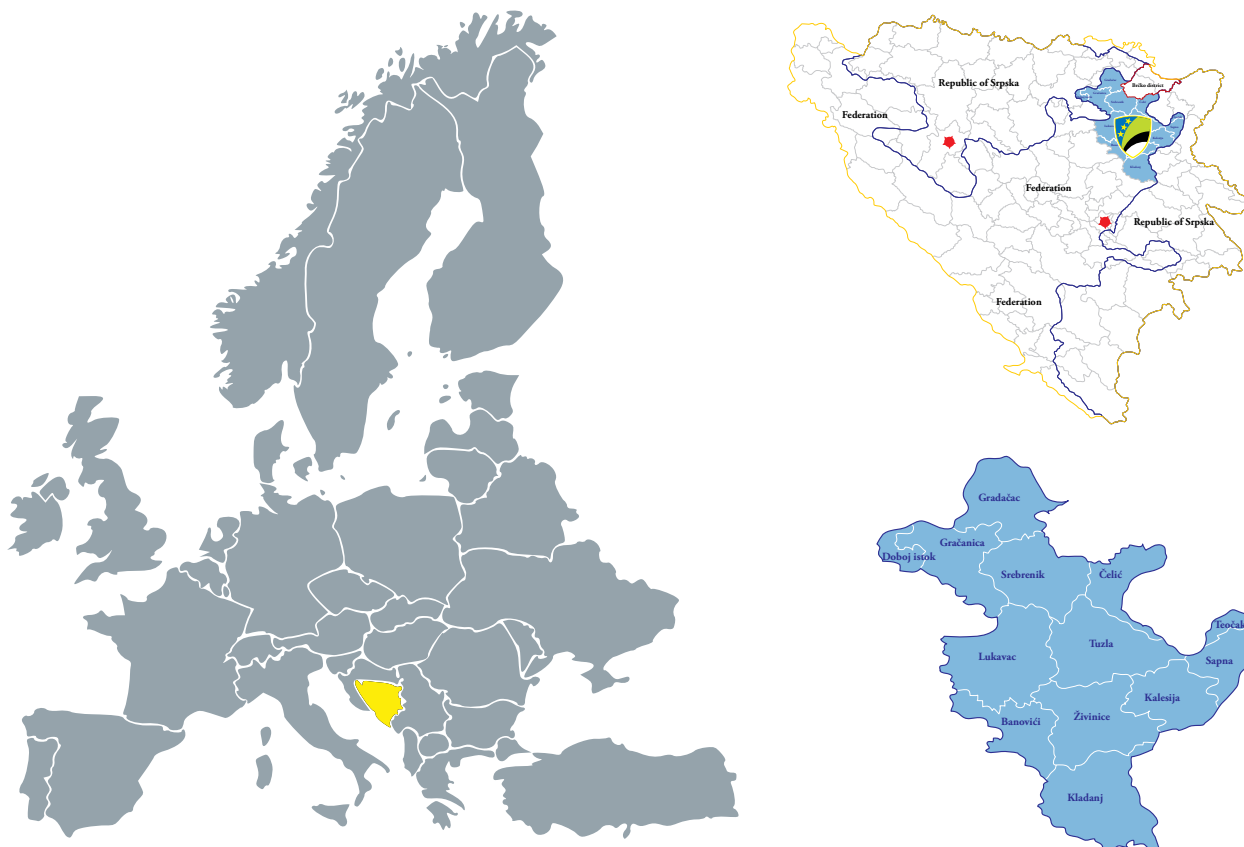 Republic of Srpska
Brčko district
Federation
Federation
Republic of Srpska
Federation
Gradačac
Gračanica
Doboj istok
Srebrenik
Čelić
Teočak
Tuzla
Lukavac
Sapna
Kalesija
Banovići
Živinice
Kladanj